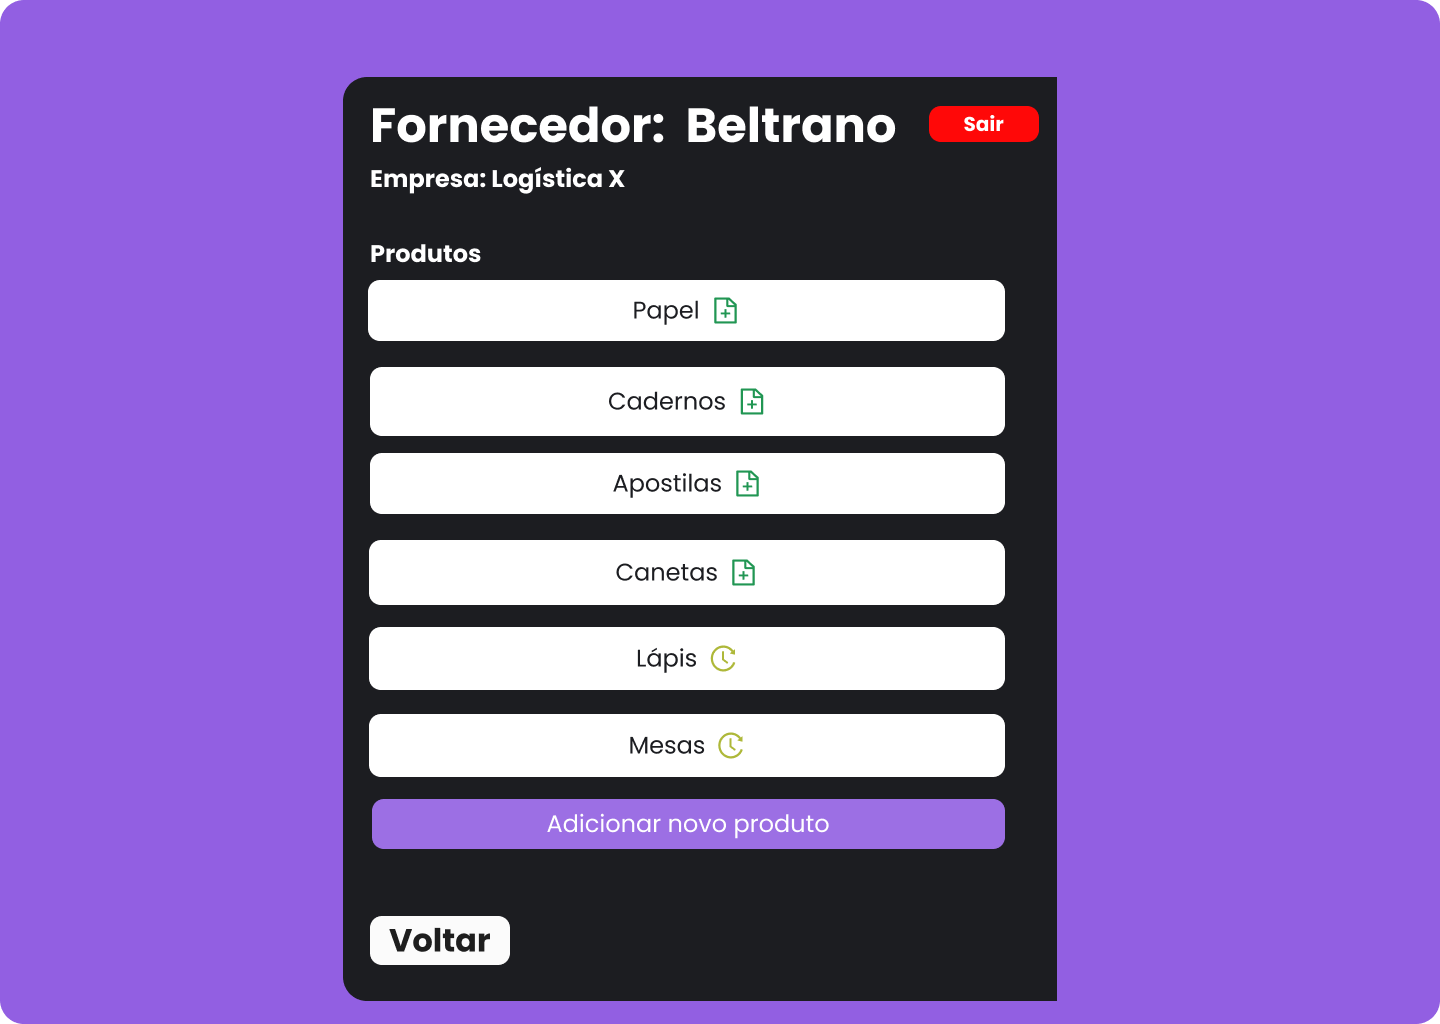 Fornecedor: Beltrano
Sair
Empresa: Logística X
Produtos
Papel
Cadernos
Apostilas
Canetas
Lápis
Mesas
Adicionar novo produto
Voltar